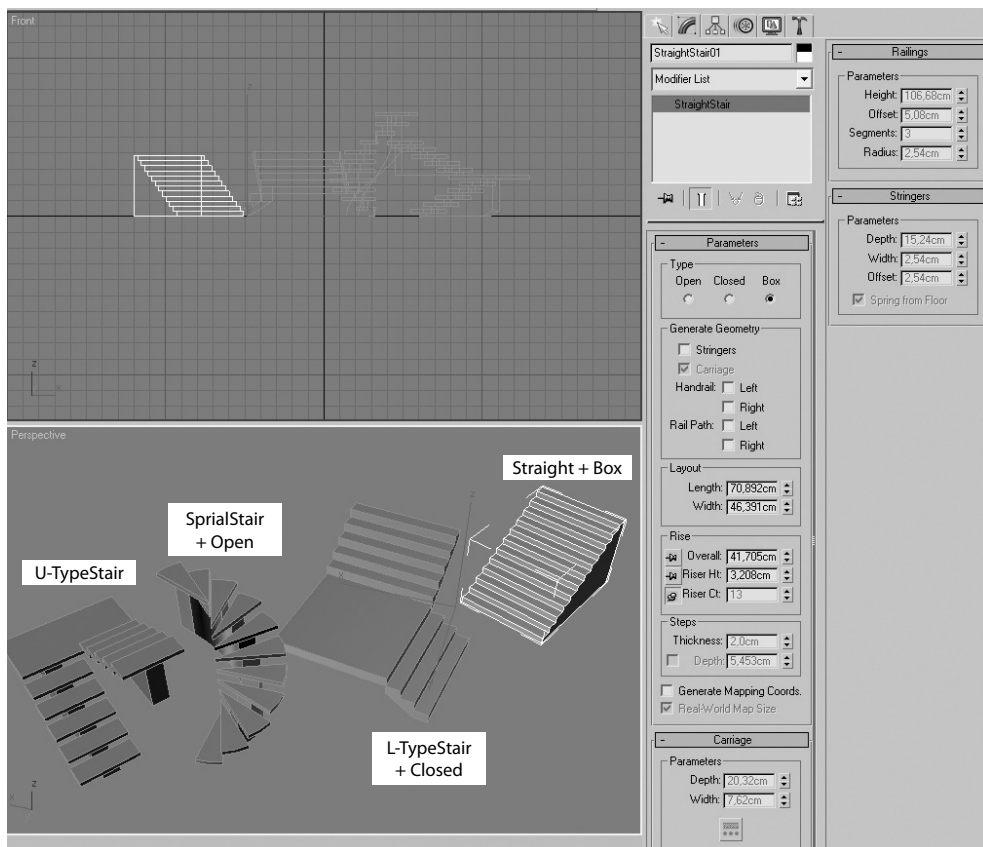 Front
Perspective
U-TypeStair
SprialStair
+ Open
L-TypeStair
+ Closed
Straight + Box
StraightStair01
Modifier List
StraightStair
- Parameters
Type
Open Closed Box
Generate Geometry
Stringers
Carriage
Handrail: Left
Right
Rail Path: Left
Right
Layout
Length: 70,892cm
Width: 46,391cm
Rise
Overall: 41,705cm
Riser Ht: 3,208cm
Riser Ct: 13
Steps
Thickness: 2,0cm
Depth: 5,453cm
Generate Mapping Coords.
Real-World Map Size
- Carriage
Parameters
Depth: 20,32cm
Width: 7,62cm
- Railings
Parameters
Height: 106,68cm
Offset: 5,08cm
Segments: 3
Radius: 2,54cm
- Stringers
Parameters
Depth: 15,24cm
Width: 2,54cm
Offset: 2,54cm
Spring from Floor